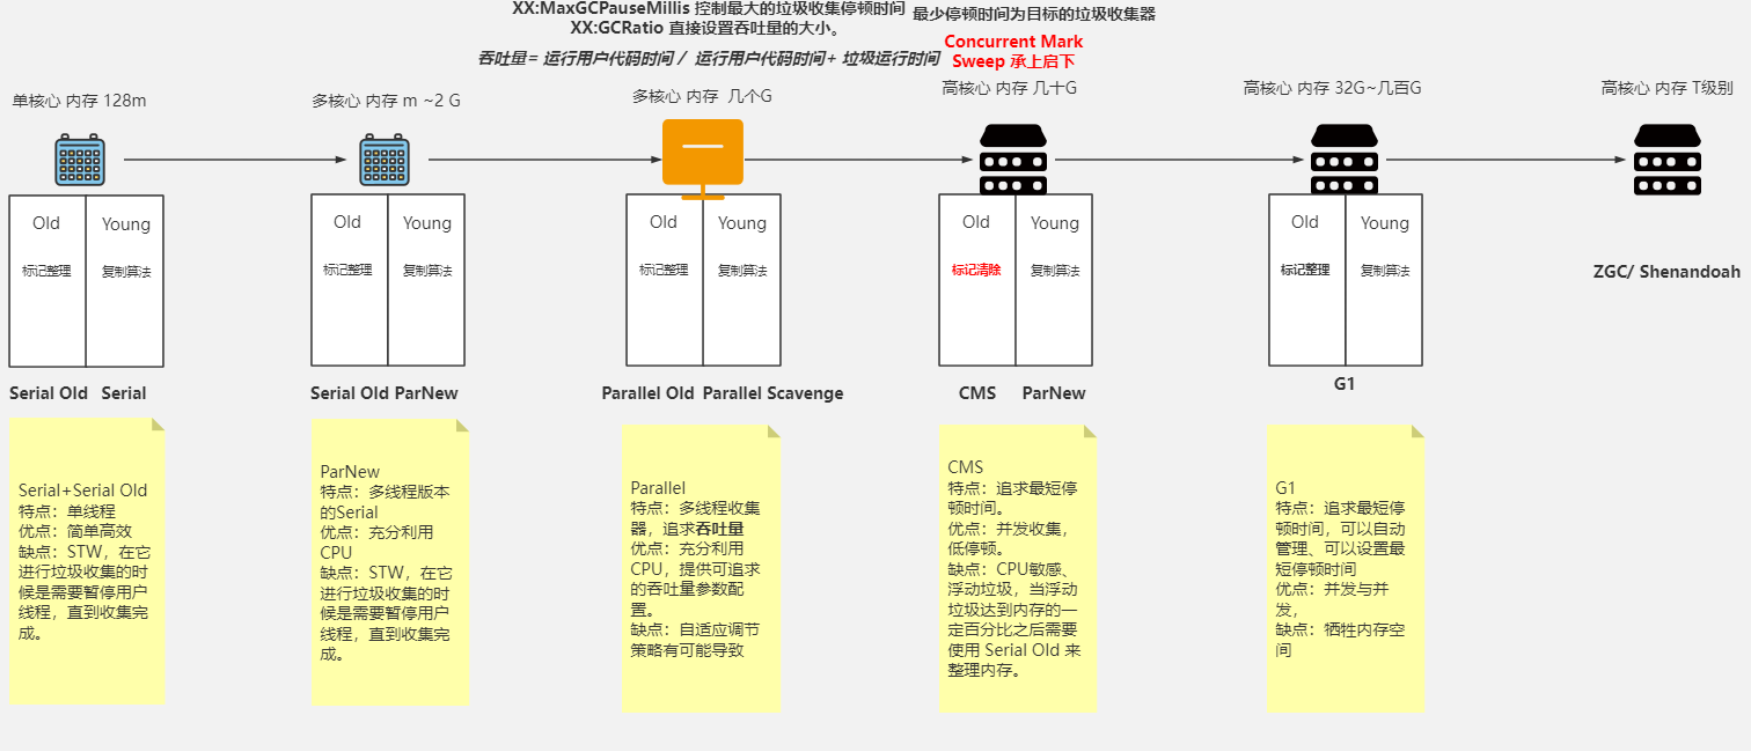 XX:MaxGCPauseMillis 控制最大的垃圾收集停顿时间
XX:GCRatio 直接设置吞吐量的大小。
吞吐量= 运行用户代码时间 / 运行用户代码时间+ 垃圾运行时间
最少停顿时间为目标的垃圾收集器
Concurrent Mark
Sweep 承上启下
单核心 内存 128m
多核心 内存 m ~2 G
多核心 内存 几个G
高核心 内存 几十G
高核心 内存 32G~几百G
高核心 内存 T级别
Old
Young
标记整理
复制算法
Serial Old Serial
Old
Young
标记整理
复制算法
Serial Old ParNew
Old
Young
标记整理
复制算法
Parallel Old Parallel Scavenge
Old
Young
标记清除
复制算法
CMS ParNew
Old
Young
标记整理
复制算法
G1
ZGC/ Shenandoah
Serial+Serial Old
特点：单线程
优点：简单高效
缺点：STW，在它
进行垃圾收集的时
候是需要暂停用户
线程，直到收集完
成。
ParNew
特点：多线程版本
的Serial
优点：充分利用
CPU
缺点：STW，在它
进行垃圾收集的时
候是需要暂停用户
线程，直到收集完
成。
Parallel
特点：多线程收集
器，追求吞吐量
优点：充分利用
CPU，提供可追求
的吞吐量参数配
置。
缺点：自适应调节
策略有可能导致
CMS
特点：追求最短停
顿时间。
优点：并发收集，
低停顿。
缺点：CPU敏感、
浮动垃圾，当浮动
垃圾达到内存的一
定百分比之后需要
使用 Serial Old 来
整理内存。
G1
特点：追求最短停
顿时间，可以自动
管理、可以设置最
短停顿时间
优点：并发与并
发，
缺点：牺牲内存空
间